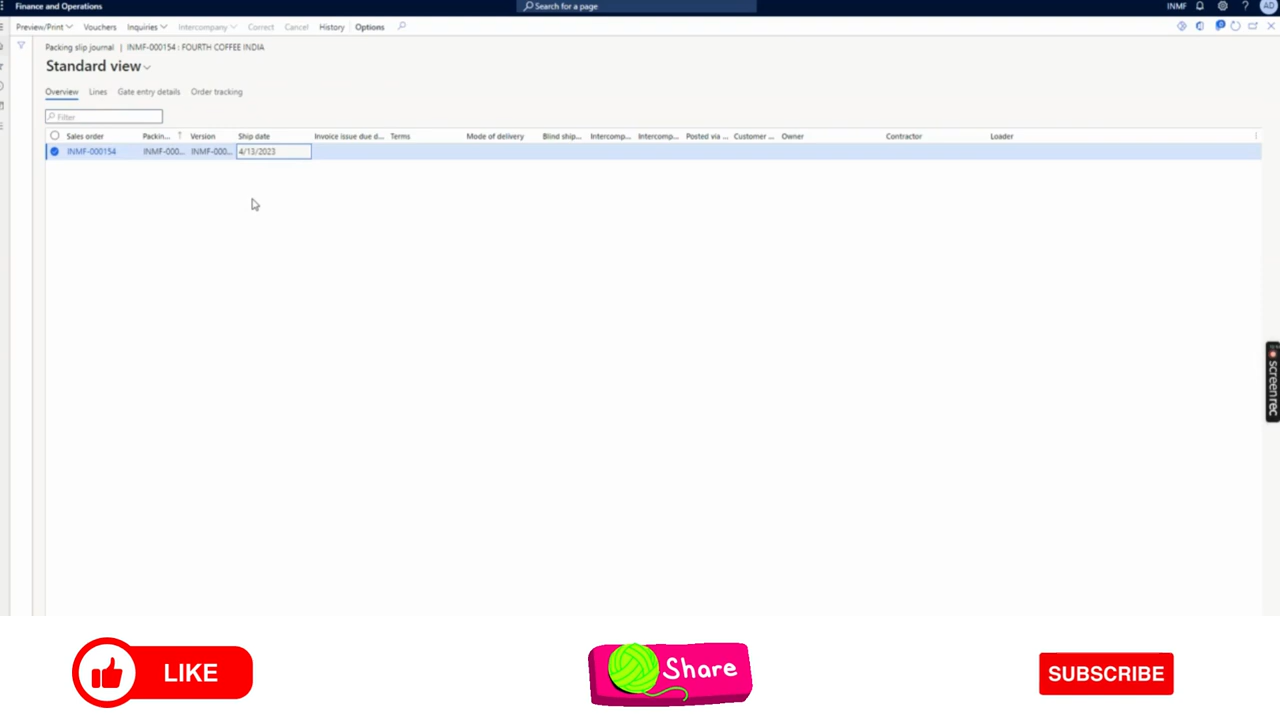 Finance and Operations
Search for a page
INMF
?
AD
Preview/Print Vouchers Inquiries Intercompany Correct Cancel History Options
Packing slip journal | INMF-000154 : FOURTH COFFEE INDIA
Standard view
Overview Lines Gate entry details Order tracking
Filter
Sales order Packin... Version Ship date Invoice issue due d... Terms Mode of delivery Blind ship... Intercomp... Intercomp... Posted via ... Customer ... Owner Contractor Loader
INMF-000154 INMF-000... INMF-000... 4/13/2023
screenrec
LIKE
Share
SUBSCRIBE